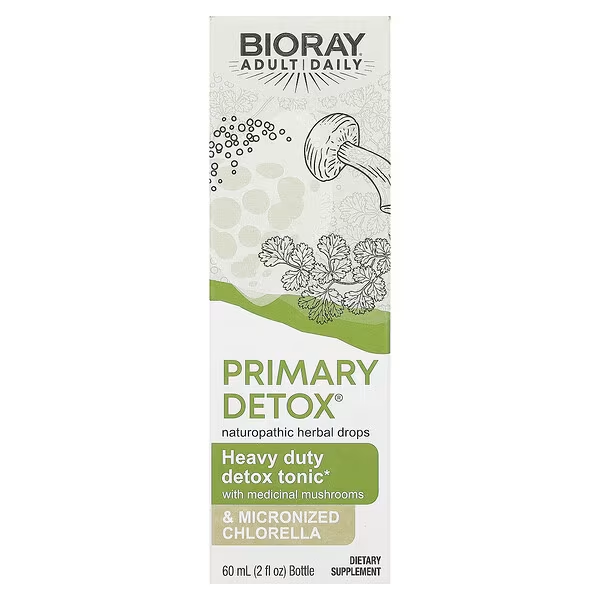 BIORAY®
ADULT | DAILY
PRIMARY
DETOX®
naturopathic herbal drops
Heavy duty
detox tonic*
with medicinal mushrooms
& MICRONIZED
CHLORELLA
60 mL (2 fl oz) Bottle
DIETARY
SUPPLEMENT